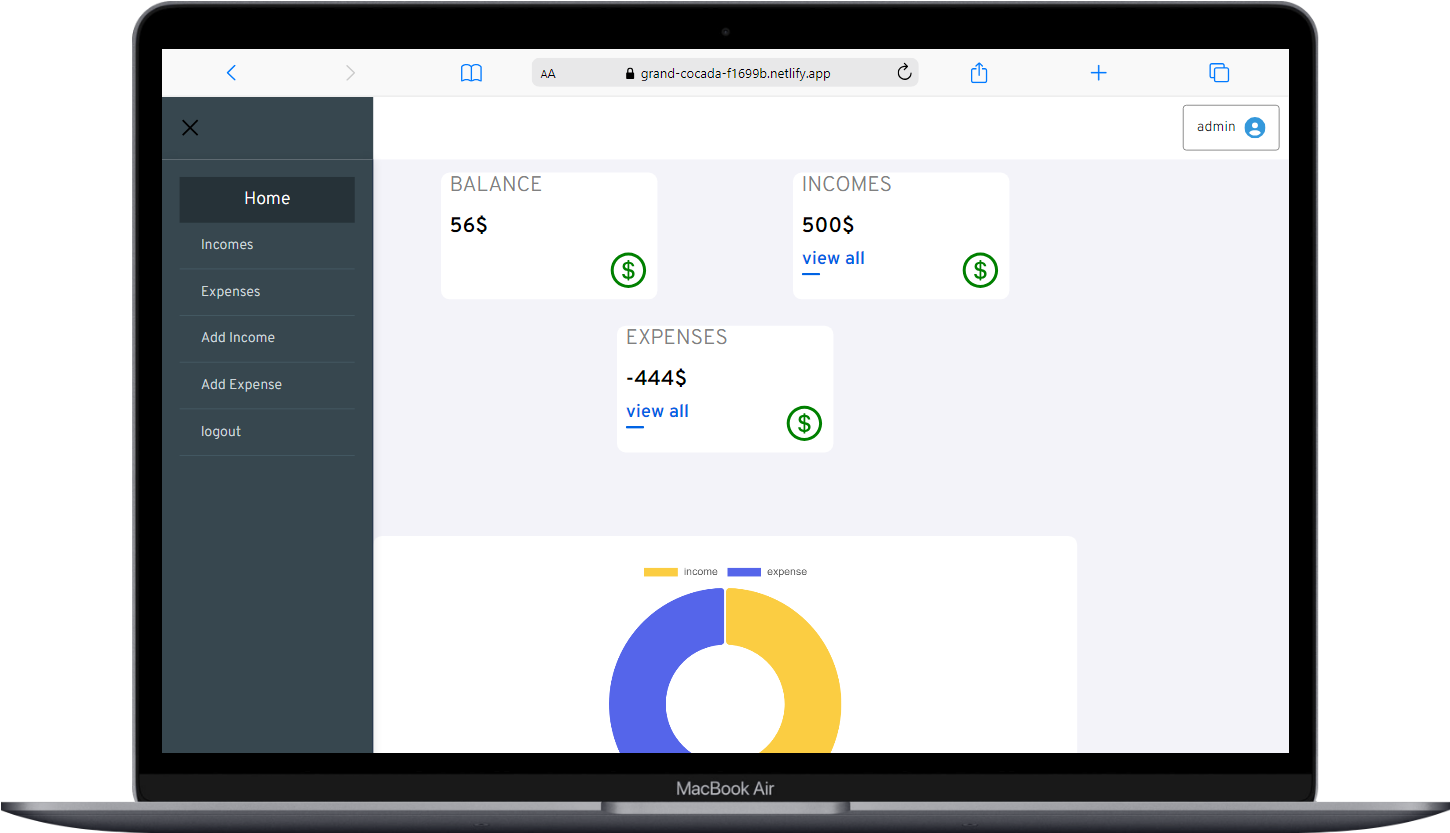 AA grand-cocada-f1699b.netlify.app
admin
Home
Incomes
Expenses
Add Income
Add Expense
logout
BALANCE
56$
$
INCOMES
500$
view all
$
EXPENSES
-444$
view all
$
income expense
MacBook Air